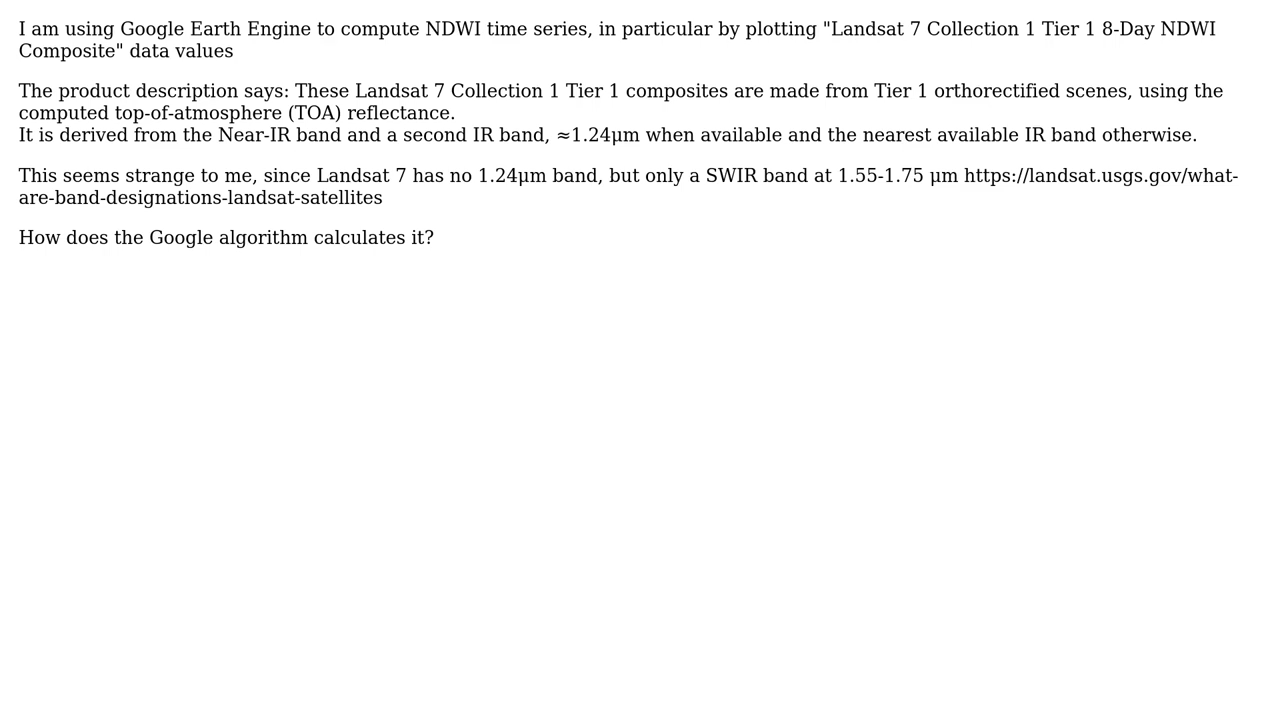 I am using Google Earth Engine to compute NDWI time series, in particular by plotting "Landsat 7 Collection 1 Tier 1 8-Day NDWI
Composite" data values
The product description says: These Landsat 7 Collection 1 Tier 1 composites are made from Tier 1 orthorectified scenes, using the
computed top-of-atmosphere (TOA) reflectance.
It is derived from the Near-IR band and a second IR band, ≈1.24μm when available and the nearest available IR band otherwise.
This seems strange to me, since Landsat 7 has no 1.24μm band, but only a SWIR band at 1.55-1.75 μm https://landsat.usgs.gov/what-
are-band-designations-landsat-satellites
How does the Google algorithm calculates it?